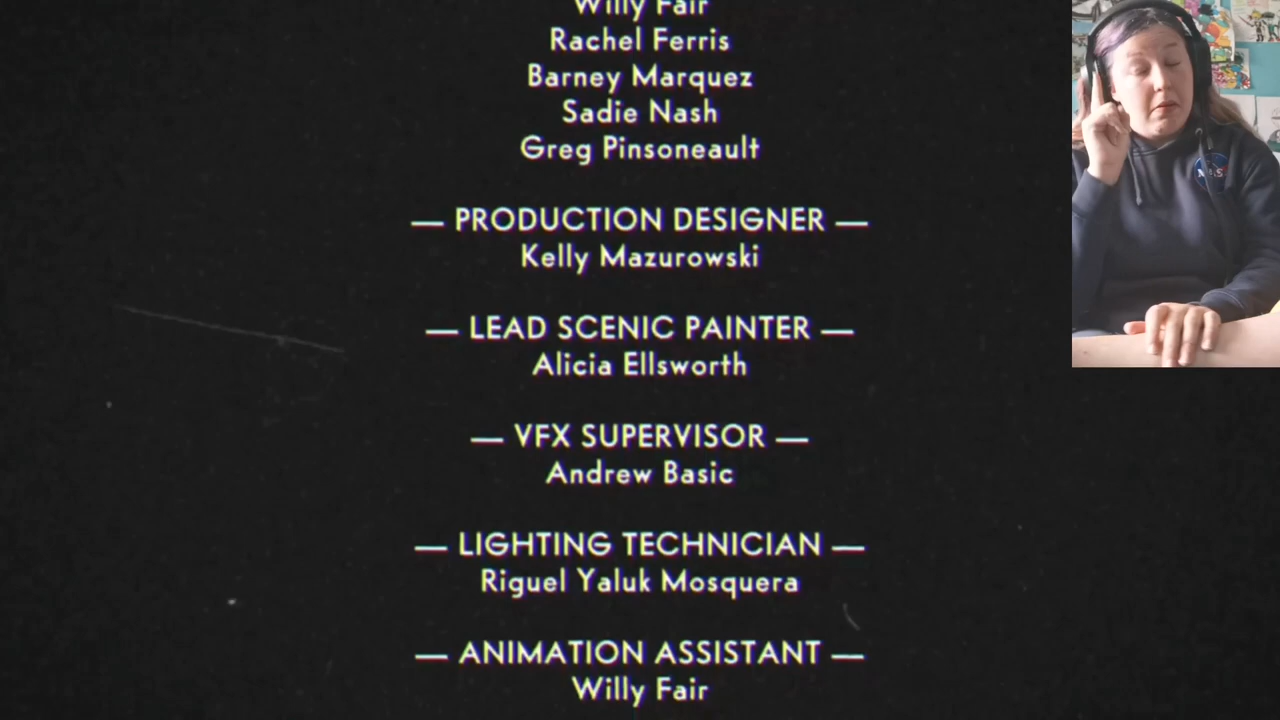 Willy Fair
Rachel Ferris
Barney Marquez
Sadie Nash
Greg Pinsoneault
— PRODUCTION DESIGNER —
Kelly Mazurowski
— LEAD SCENIC PAINTER —
Alicia Ellsworth
— VFX SUPERVISOR —
Andrew Basic
— LIGHTING TECHNICIAN —
Riguel Yaluk Mosquera
— ANIMATION ASSISTANT —
Willy Fair
NASA